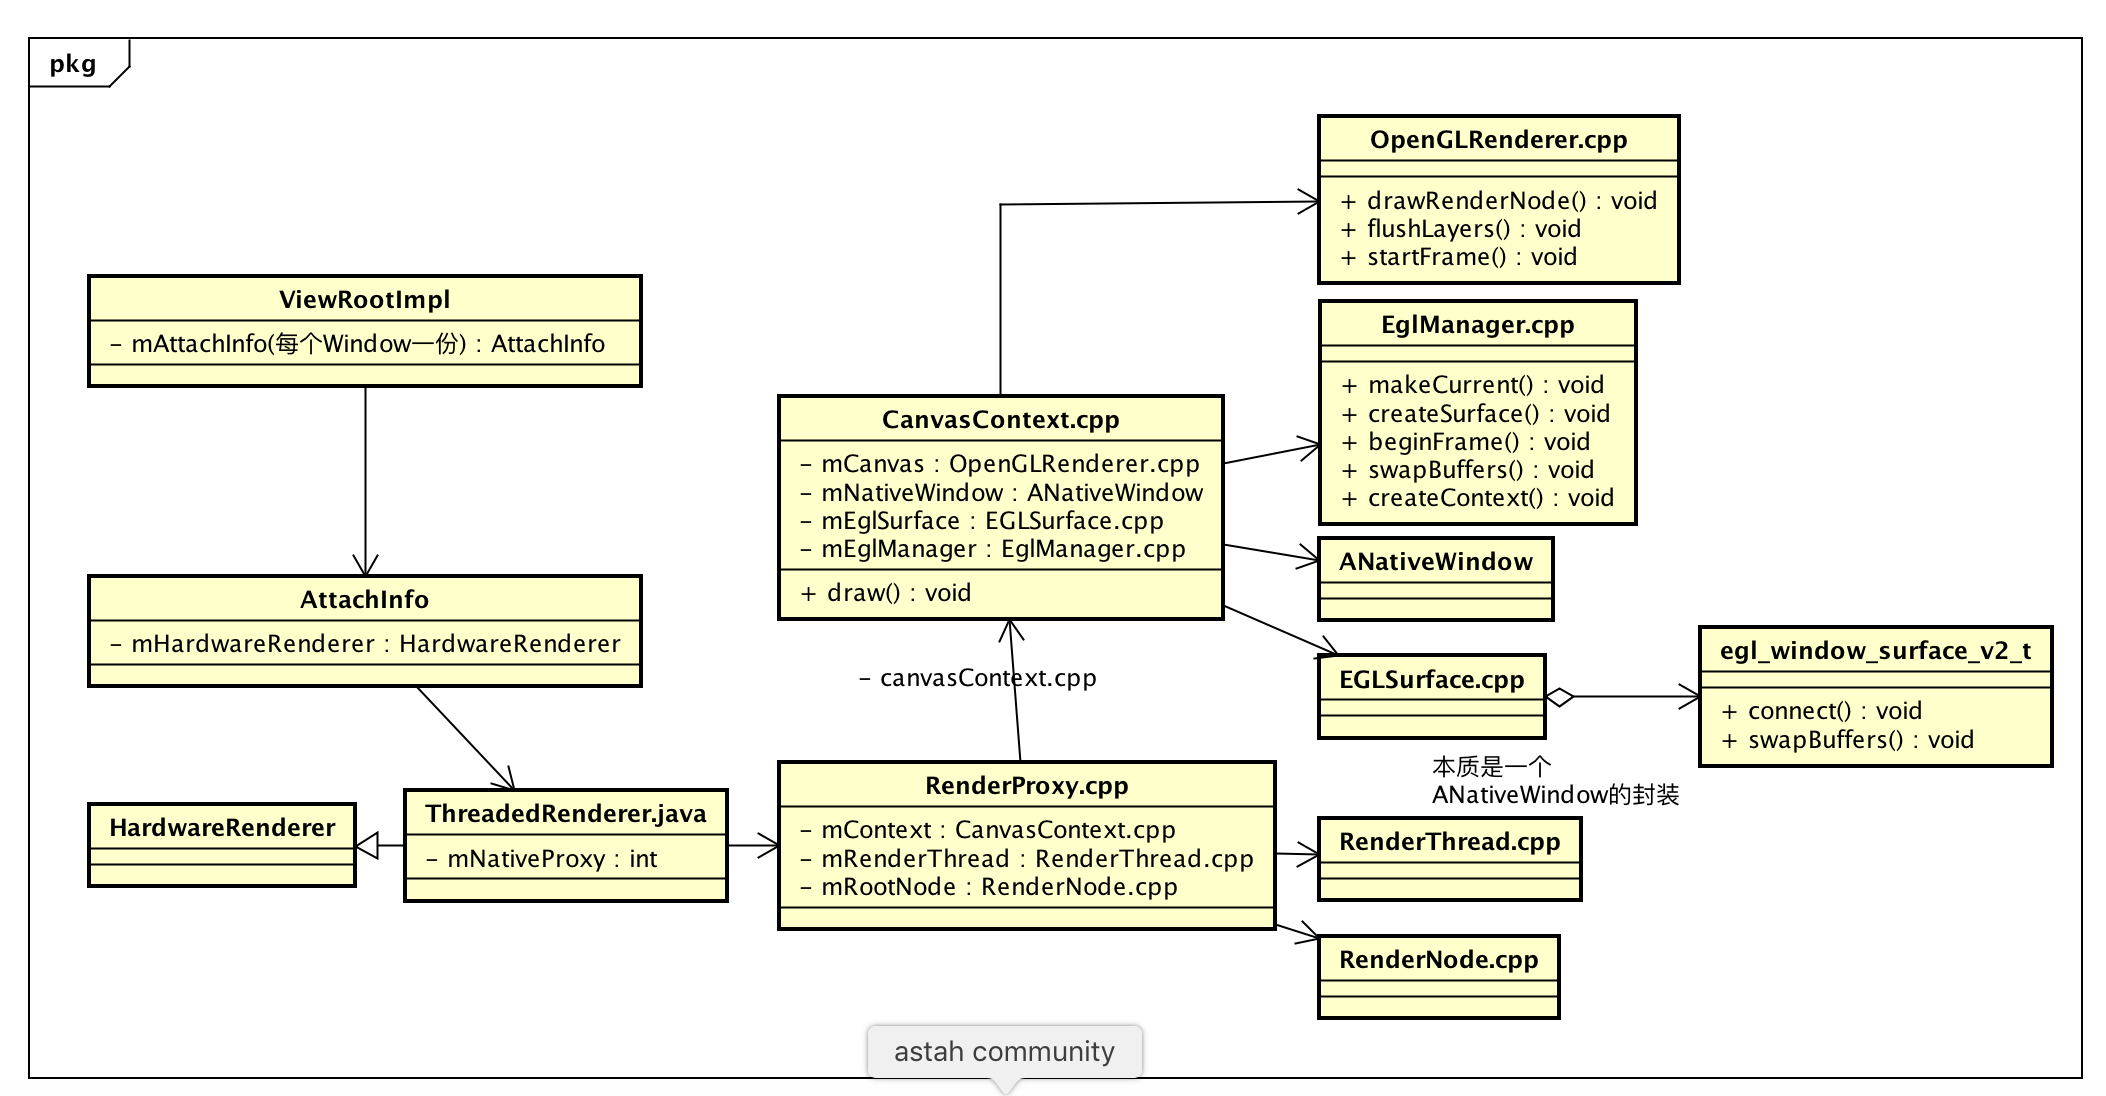 pkg
ViewRootImpl
- mAttachInfo(每个Window一份) : AttachInfo
AttachInfo
- mHardwareRenderer : HardwareRenderer
HardwareRenderer
ThreadedRenderer.java
- mNativeProxy : int
CanvasContext.cpp
- mCanvas : OpenGLRenderer.cpp
- mNativeWindow : ANativeWindow
- mEglSurface : EGLSurface.cpp
- mEglManager : EglManager.cpp
+ draw() : void
- canvasContext.cpp
RenderProxy.cpp
- mContext : CanvasContext.cpp
- mRenderThread : RenderThread.cpp
- mRootNode : RenderNode.cpp
OpenGLRenderer.cpp
+ drawRenderNode() : void
+ flushLayers() : void
+ startFrame() : void
EglManager.cpp
+ makeCurrent() : void
+ createSurface() : void
+ beginFrame() : void
+ swapBuffers() : void
+ createContext() : void
ANativeWindow
EGLSurface.cpp
egl_window_surface_v2_t
+ connect() : void
+ swapBuffers() : void
本质是一个
ANativeWindow的封装
RenderThread.cpp
RenderNode.cpp
astah community